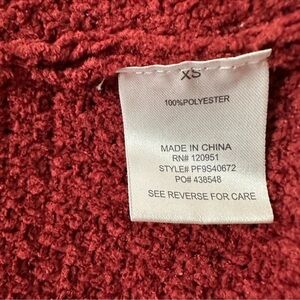 XS
100%POLYESTER
MADE IN CHINA
RN# 120951
STYLE# PF9S40672
PO# 438548
SEE REVERSE FOR CARE